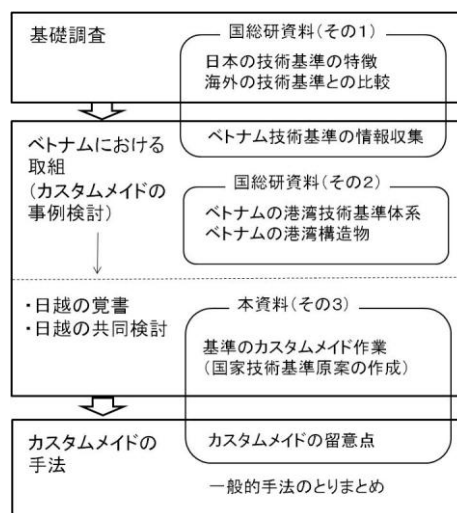 基礎調査
国総研資料(その1)
日本の技術基準の特徴
海外の技術基準との比較
ベトナム技術基準の情報収集
ベトナムにおける
取組
(カスタムメイドの
事例検討)
国総研資料(その2)
ベトナムの港湾技術基準体系
ベトナムの港湾構造物
・日越の覚書
・日越の共同検討
本資料(その3)
基準のカスタムメイド作業
(国家技術基準原案の作成)
カスタムメイドの
手法
カスタムメイドの留意点
一般的手法のとりまとめ